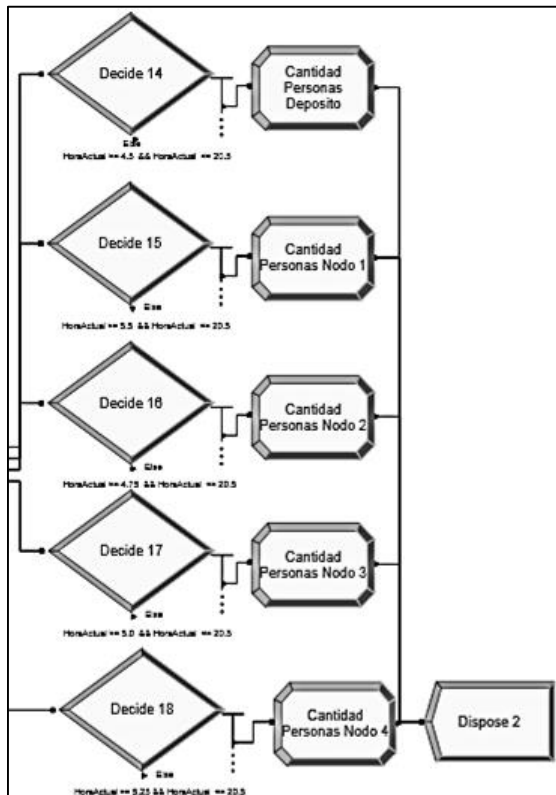 Decide 14
Cantidad
Personas
Deposito
Else
HoraActual >= 4.5 && HoraActual <= 20.5
Decide 15
Cantidad
Personas Nodo 1
Else
HoraActual >= 5.5 && HoraActual <= 20.5
Decide 16
Cantidad
Personas Nodo 2
Else
HoraActual >= 4.75 && HoraActual <= 20.5
Decide 17
Cantidad
Personas Nodo 3
Else
HoraActual >= 5.0 && HoraActual <= 20.5
Decide 18
Cantidad
Personas Nodo 4
Dispose 2
Else
HoraActual >= 5.25 && HoraActual <= 20.5